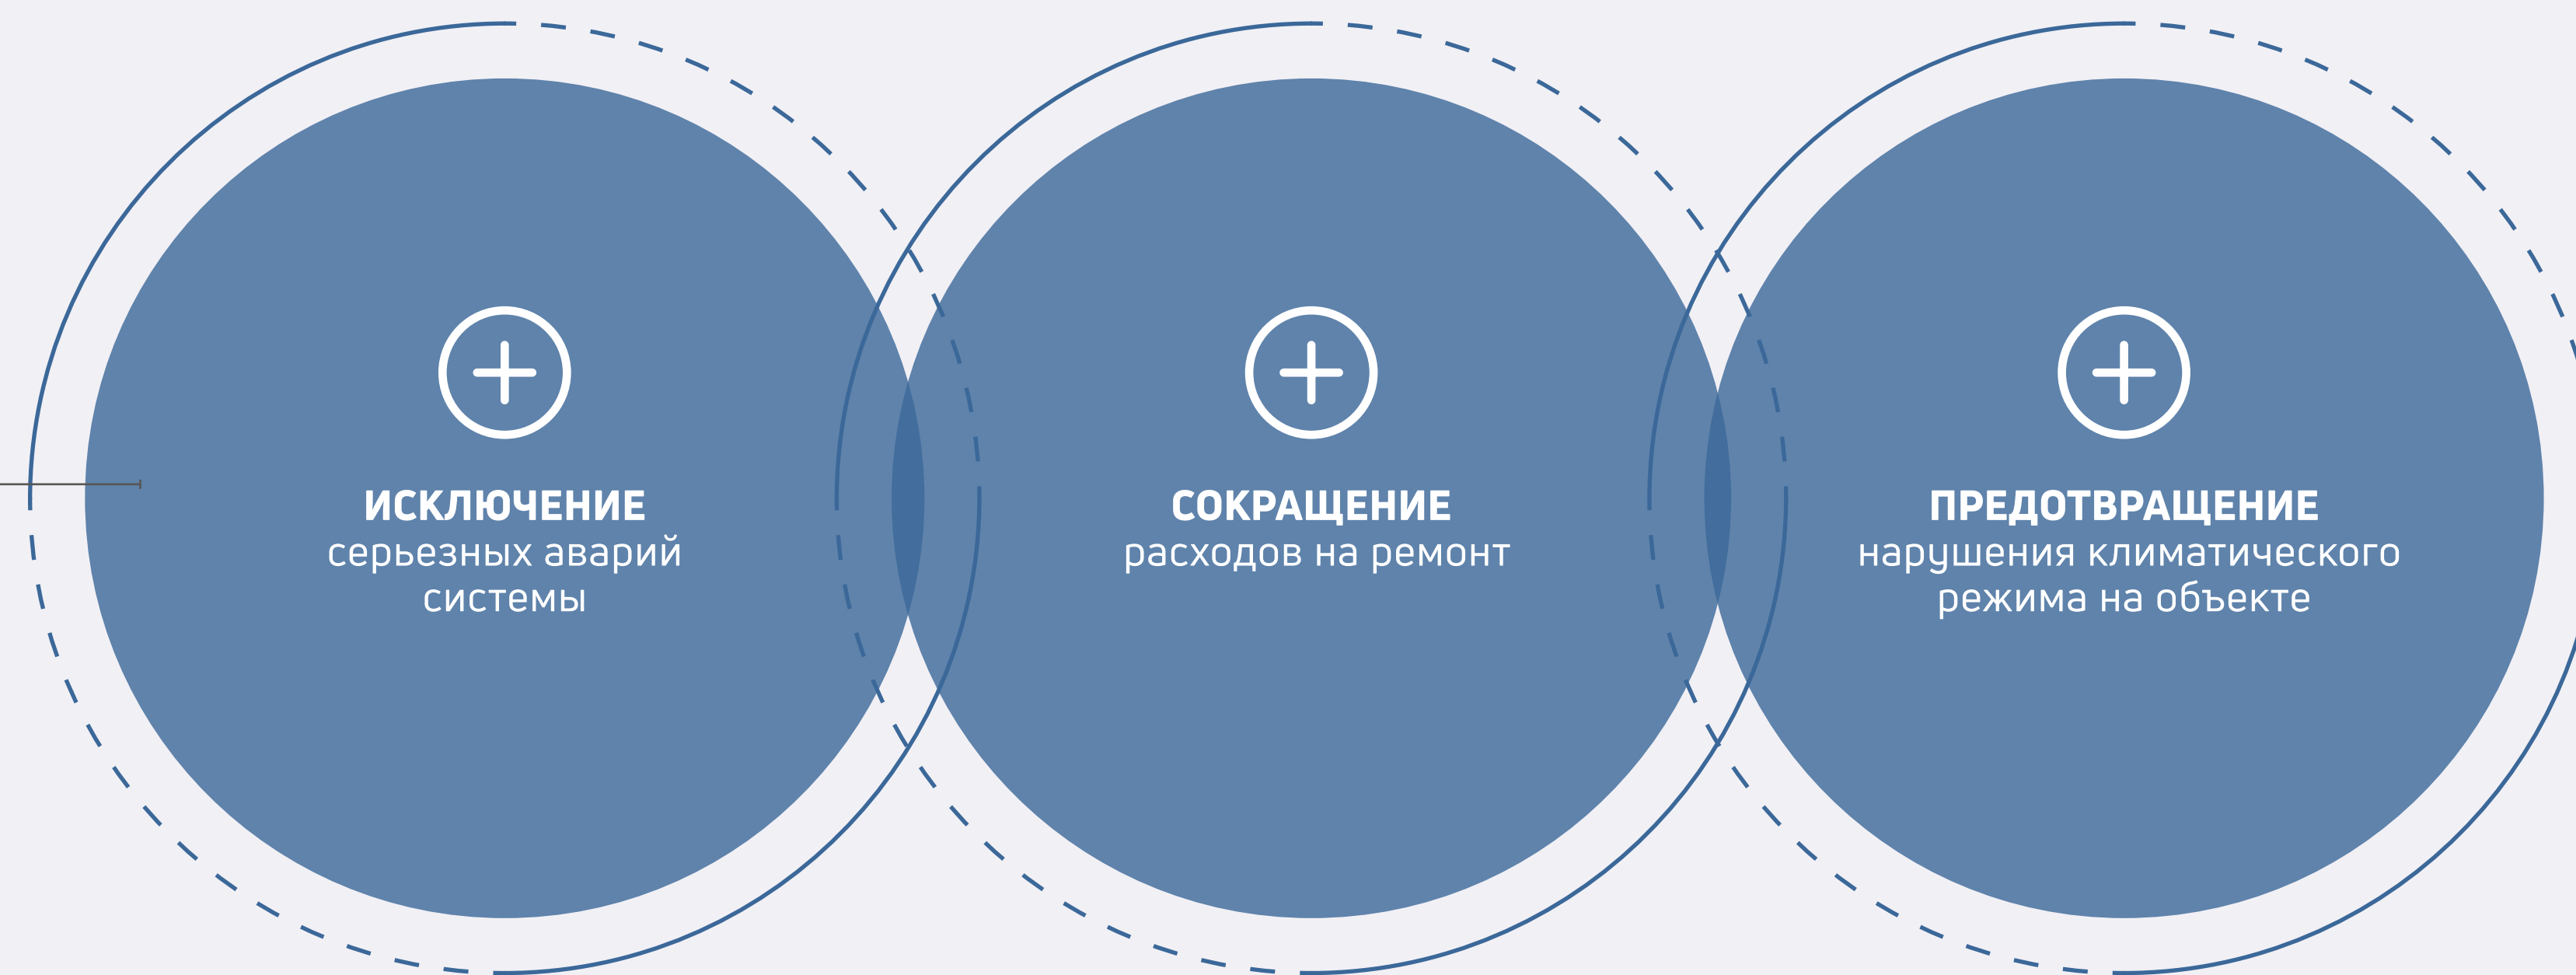 ИСКЛЮЧЕНИЕ
серьезных аварий
системы
СОКРАЩЕНИЕ
расходов на ремонт
ПРЕДОТВРАЩЕНИЕ
нарушения климатического
режима на объекте